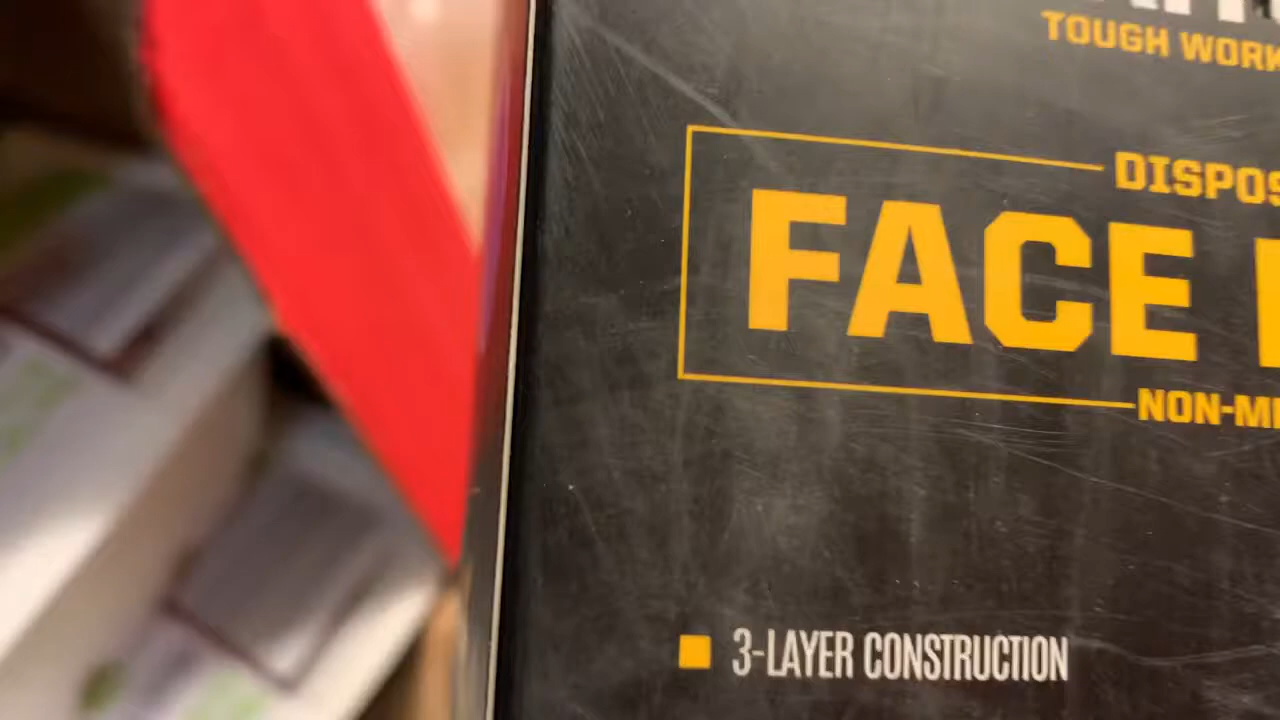 TOUGH WORK
DISPOS
FACE
NON-M
3-LAYER CONSTRUCTION